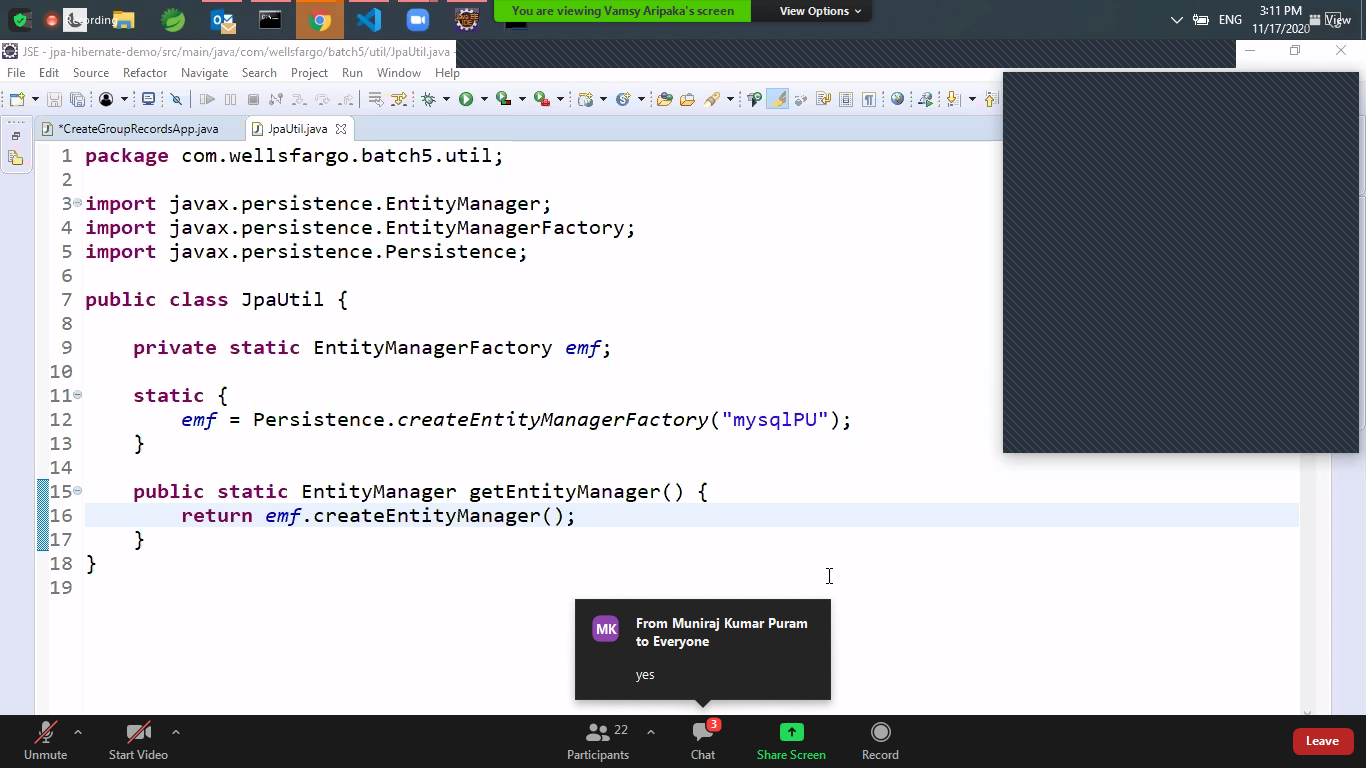 Recording
You are viewing Vamsy Aripaka's screen
View Options
ENG
3:11 PM
11/17/2020
View
JSE - jpa-hibernate-demo/src/main/java/com/wellsfargo/batch5/util/JpaUtil.java -
File Edit Source Refactor Navigate Search Project Run Window Help
*CreateGroupRecordsApp.java
JpaUtil.java
1 package com.wellsfargo.batch5.util;
2
3 import javax.persistence.EntityManager;
4 import javax.persistence.EntityManagerFactory;
5 import javax.persistence.Persistence;
6
7 public class JpaUtil {
8
9 private static EntityManagerFactory emf;
10
11 static {
12 emf = Persistence.createEntityManagerFactory("mysqlPU");
13 }
14
15 public static EntityManager getEntityManager() {
16 return emf.createEntityManager();
17 }
18 }
19
MK
From Muniraj Kumar Puram
to Everyone
yes
Unmute
Start Video
22
Participants
3
Chat
Share Screen
Record
Leave